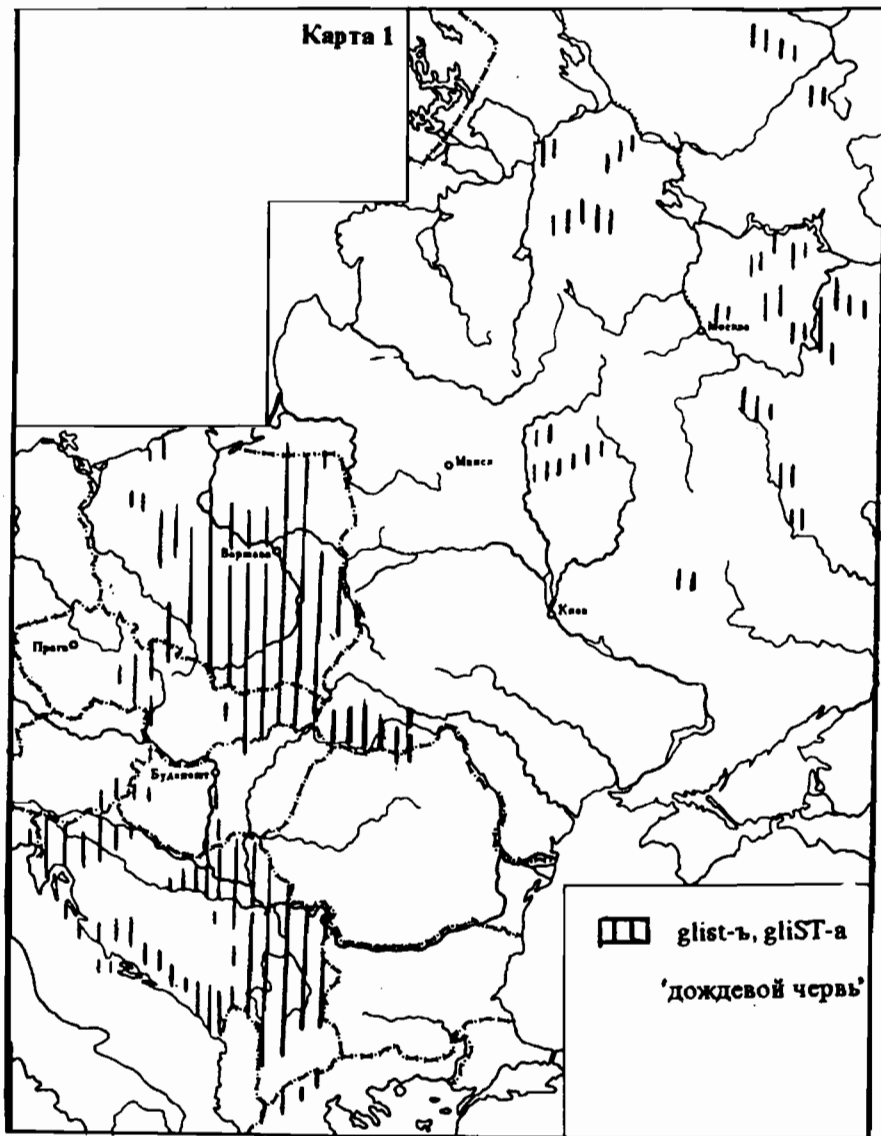 Карта 1
Москва
Минск
Варшава
Киев
Прага
Будапешт
glist-ъ, gliST-a
'дождевой червь'